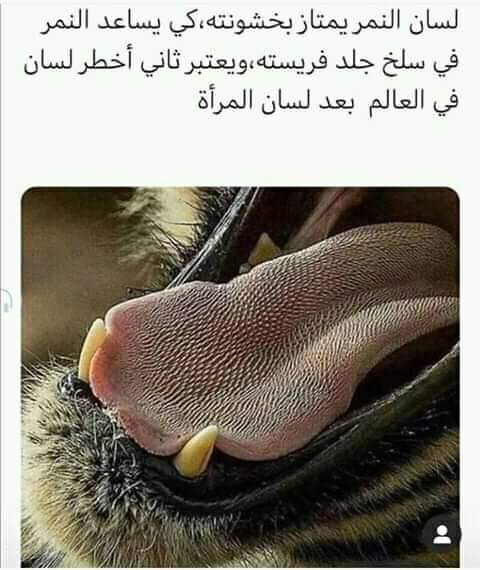 لسان النمر يمتاز بخشونته،كي يساعد النمر
في سلخ جلد فريسته،ويعتبر ثاني أخطر لسان
في العالم بعد لسان المرأة